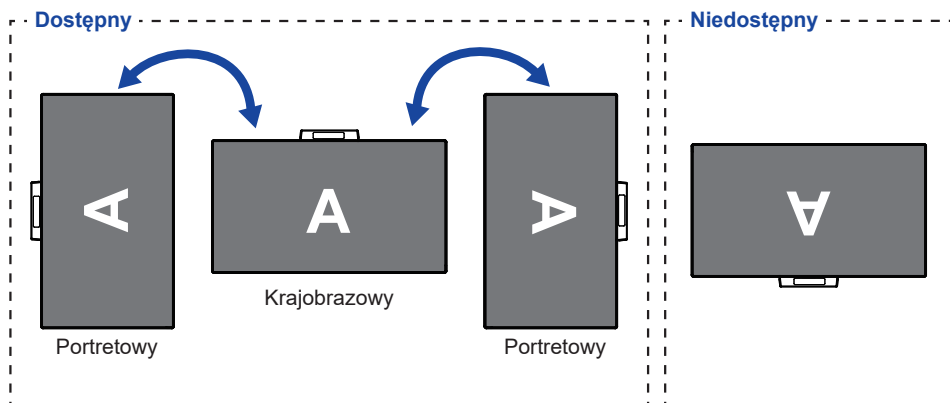 Dostępny
Niedostępny
A
A
A
A
Krajobrazowy
Portretowy
Portretowy